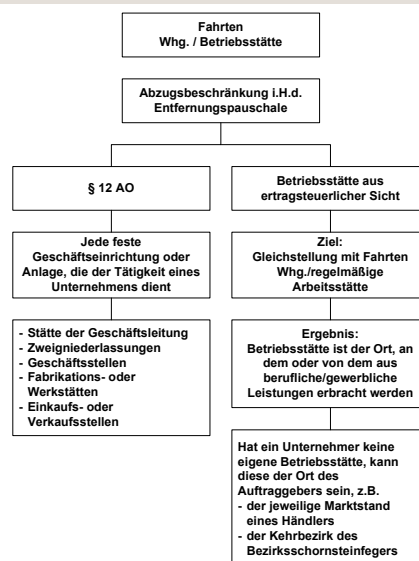 Fahrten
Whg. / Betriebsstätte
Abzugsbeschränkung i.H.d.
Entfernungspauschale
§ 12 AO
Jede feste
Geschäftseinrichtung oder
Anlage, die der Tätigkeit eines
Unternehmens dient
- Stätte der Geschäftsleitung
- Zweigniederlassungen
- Geschäftsstellen
- Fabrikations- oder
Werkstätten
- Einkaufs- oder
Verkaufsstellen
Betriebsstätte aus
ertragsteuerlicher Sicht
Ziel:
Gleichstellung mit Fahrten
Whg./regelmäßige
Arbeitsstätte
Ergebnis:
Betriebsstätte ist der Ort, an
dem oder von dem aus
berufliche/gewerbliche
Leistungen erbracht werden
Hat ein Unternehmer keine
eigene Betriebsstätte, kann
diese der Ort des
Auftraggebers sein, z.B.
- der jeweilige Marktstand
eines Händlers
- der Kehrbezirk des
Bezirksschornsteinfegers